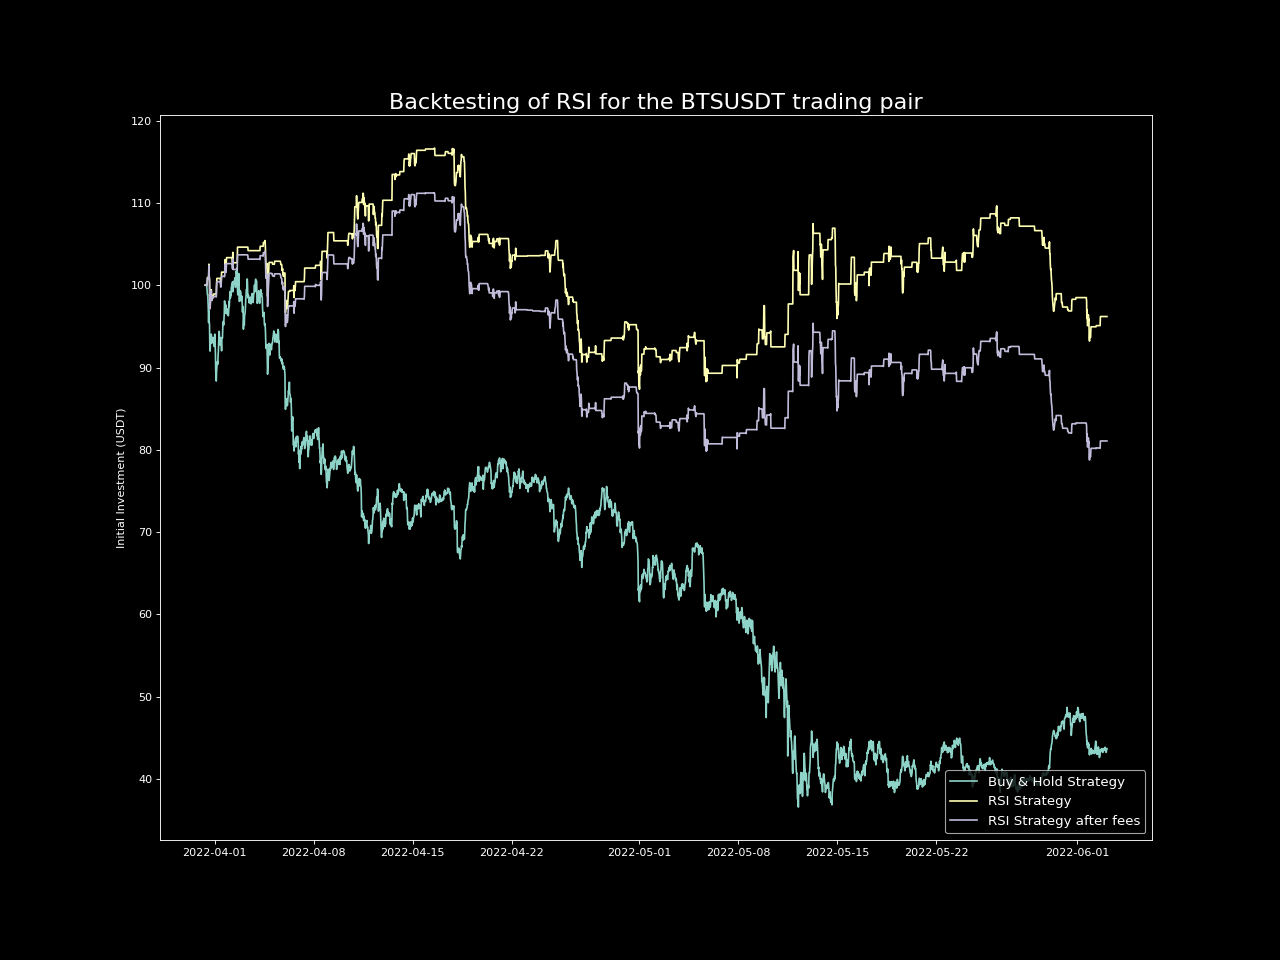 Backtesting of RSI for the BTSUSDT trading pair
Initial Investment (USDT)
120
110
100
90
80
70
60
50
40
2022-04-01 2022-04-08 2022-04-15 2022-04-22 2022-05-01 2022-05-08 2022-05-15 2022-05-22 2022-06-01
Buy & Hold Strategy
RSI Strategy
RSI Strategy after fees